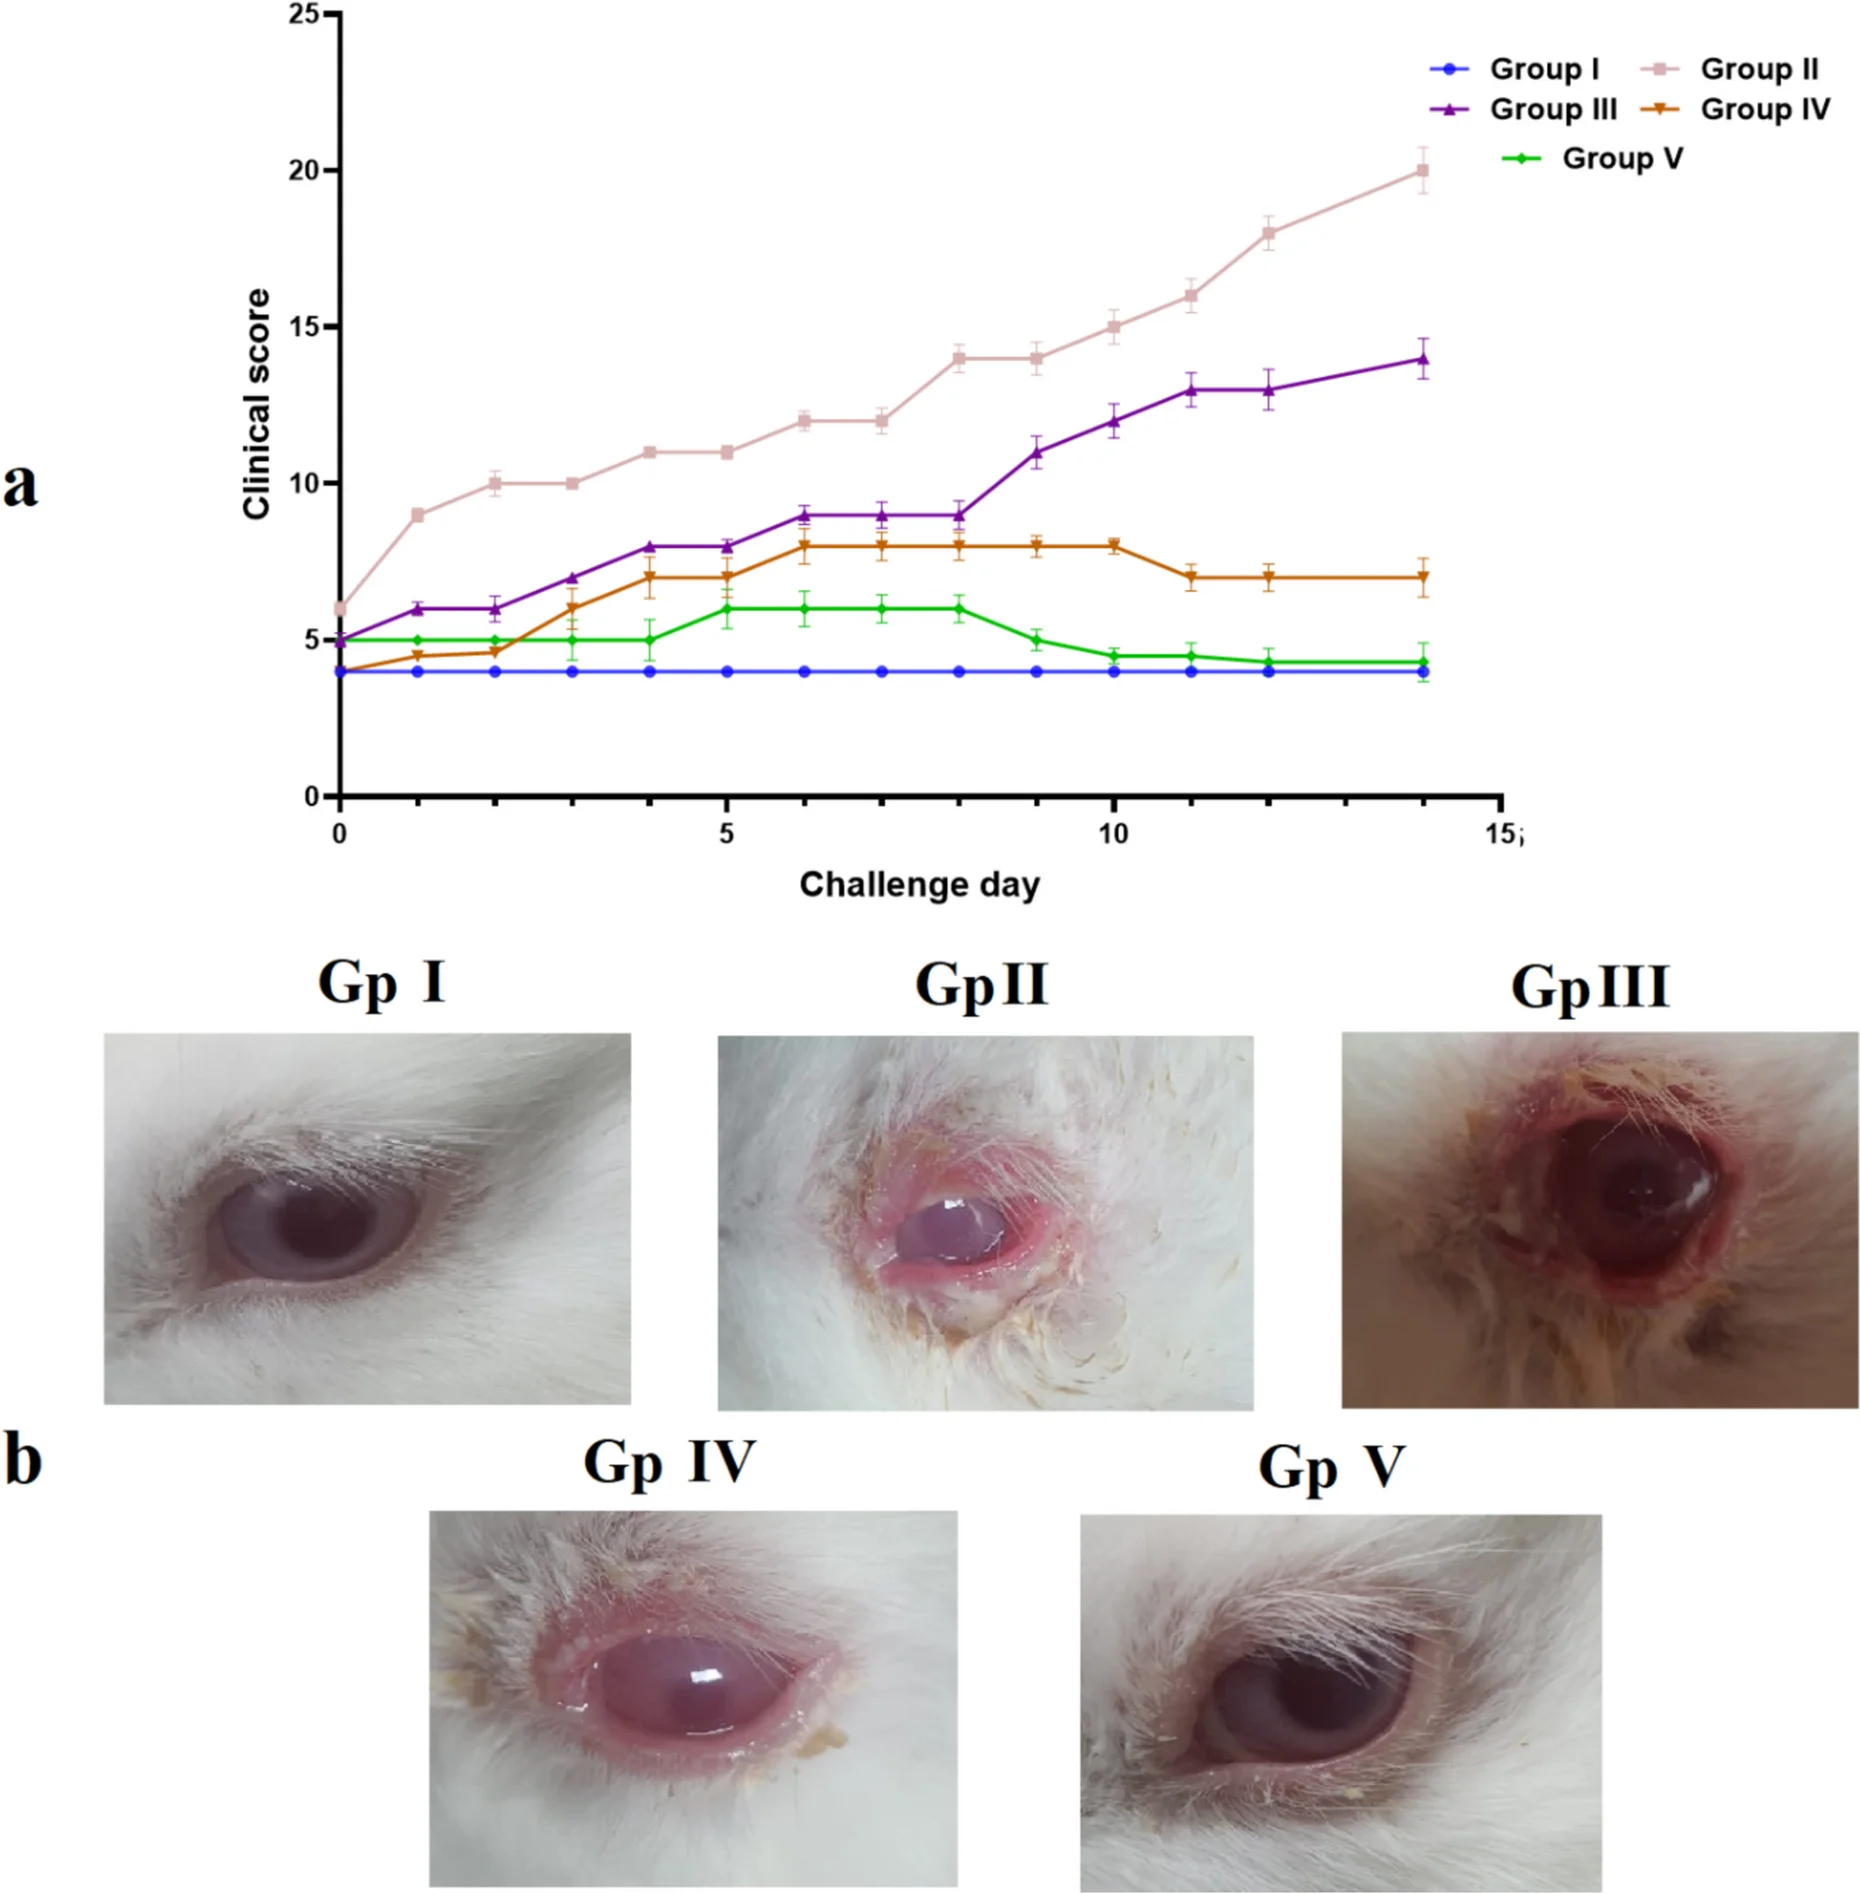 25
20
15
10
5
0
Clinical score
Group I
Group II
Group III
Group IV
Group V
a
0
5
10
15;
Challenge day
Gp I
Gp II
Gp III
b
Gp IV
Gp V